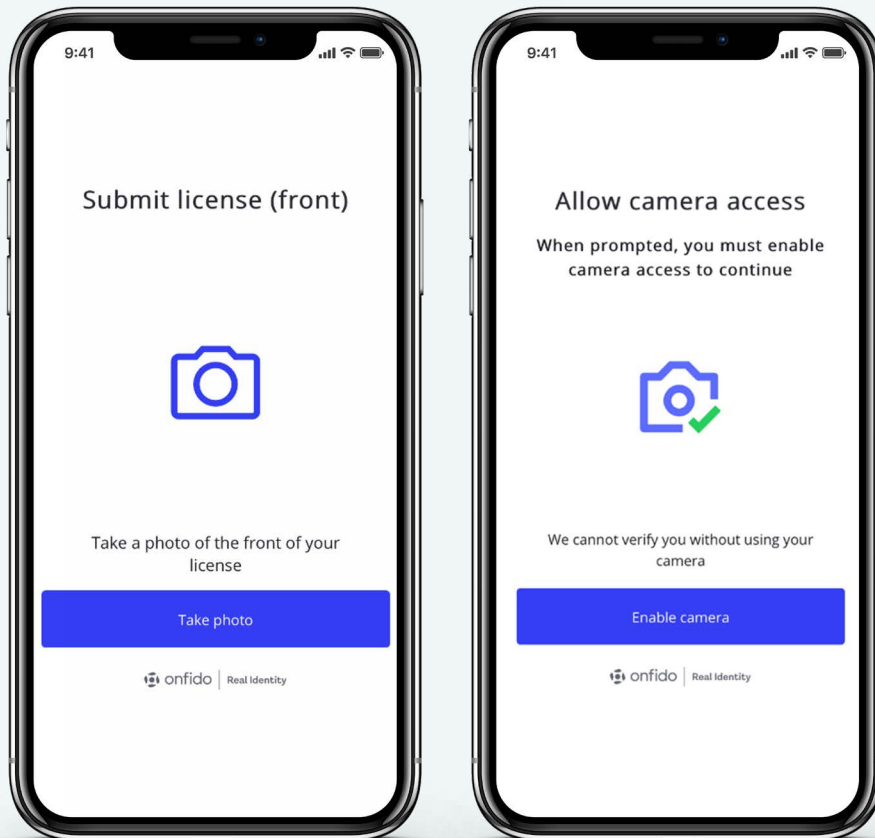 9:41
Submit license (front)
Take a photo of the front of your
license
Take photo
onfido | Real Identity
9:41
Allow camera access
When prompted, you must enable
camera access to continue
We cannot verify you without using your
camera
Enable camera
onfido | Real Identity